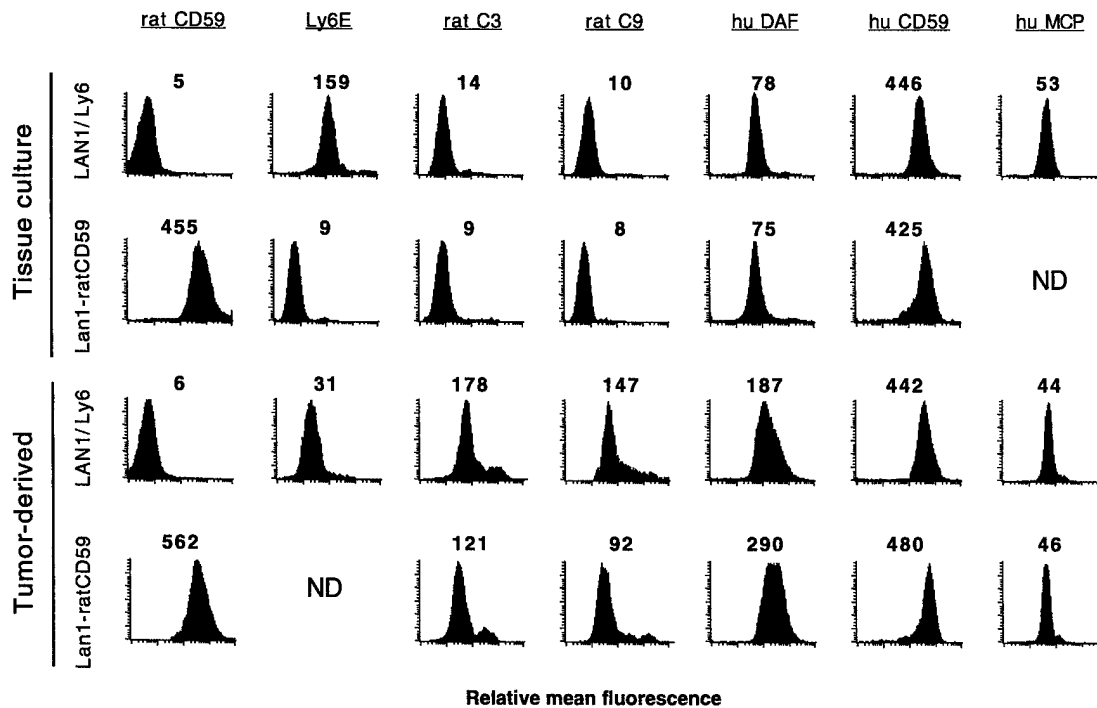 rat CD59 Ly6E rat C3 rat C9 hu DAF hu CD59 hu MCP
Tissue culture
LAN1/Ly6
5 159 14 10 78 446 53
Lan1-ratCD59
455 9 9 8 75 425 ND
Tumor-derived
LAN1/Ly6
6 31 178 147 187 442 44
Lan1-ratCD59
562 ND 121 92 290 480 46
Relative mean fluorescence